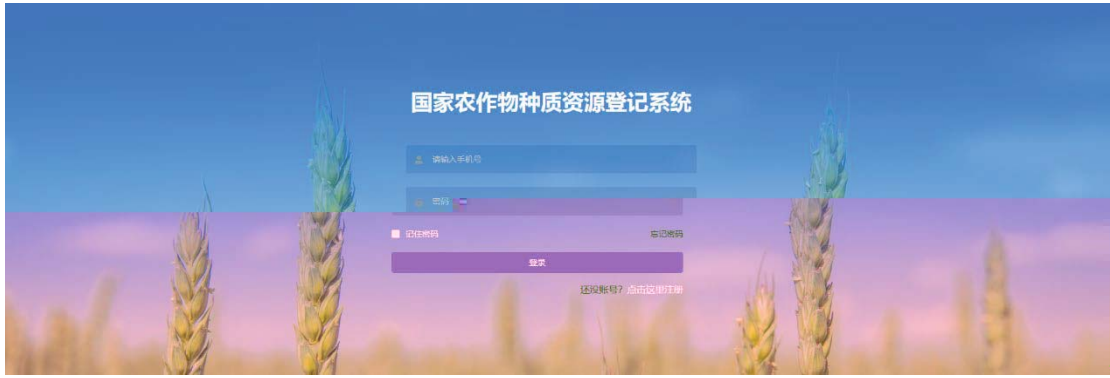 国家农作物种质资源登记系统
请输入手机号
密码
记住密码 忘记密码
登录
还没账号? 点击这里注册